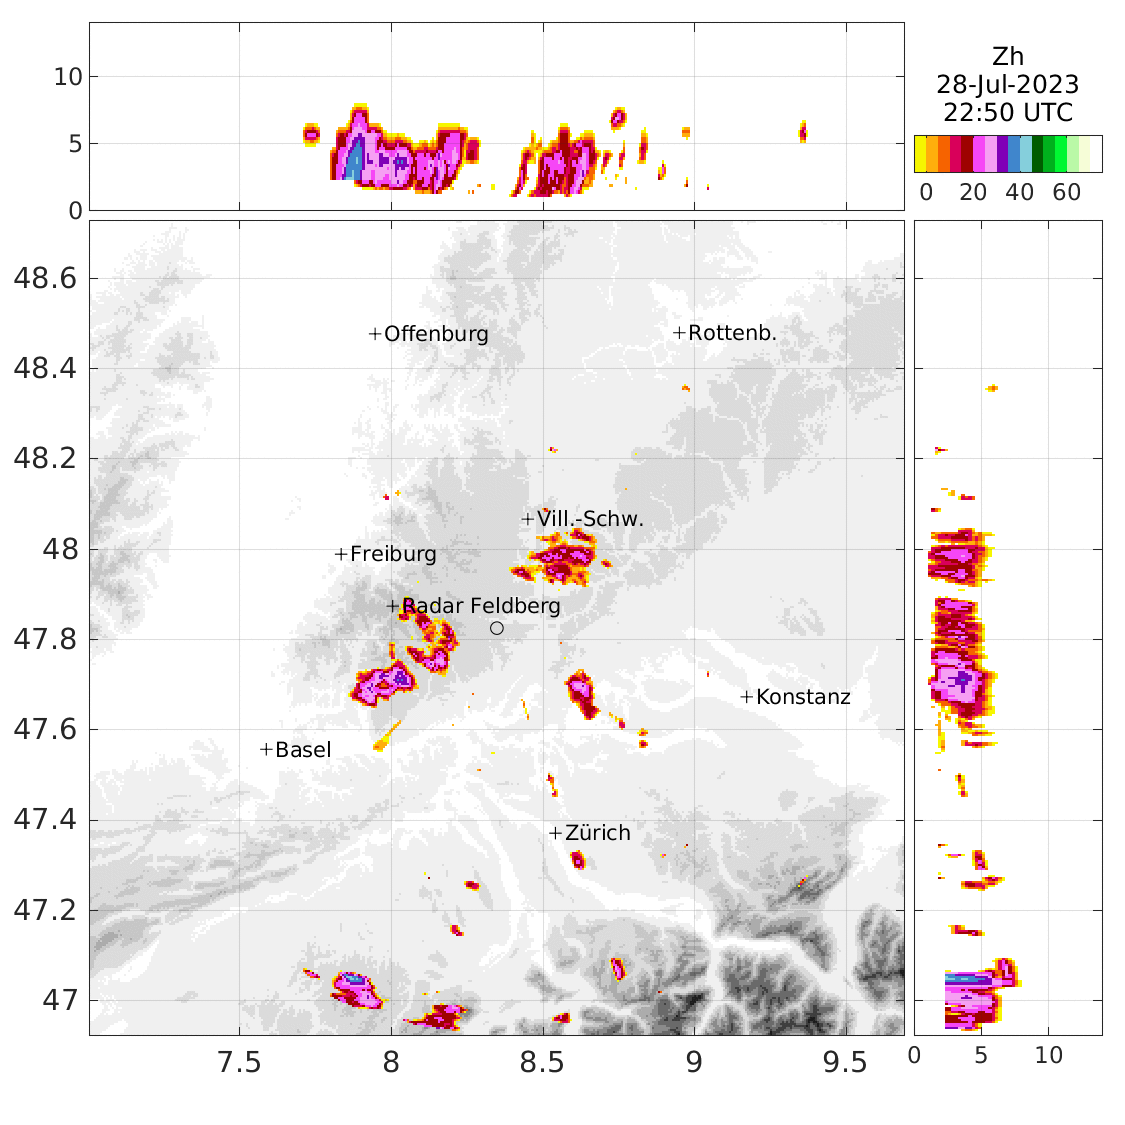 10
5
0
Zh
28-Jul-2023
22:50 UTC
0 20 40 60
48.6
48.4
48.2
48
47.8
47.6
47.4
47.2
47
+Offenburg
+Rottenb.
+Vill.-Schw.
+Freiburg
+Radar Feldberg
+Konstanz
+Basel
+Zürich
7.5 8 8.5 9 9.5
0 5 10